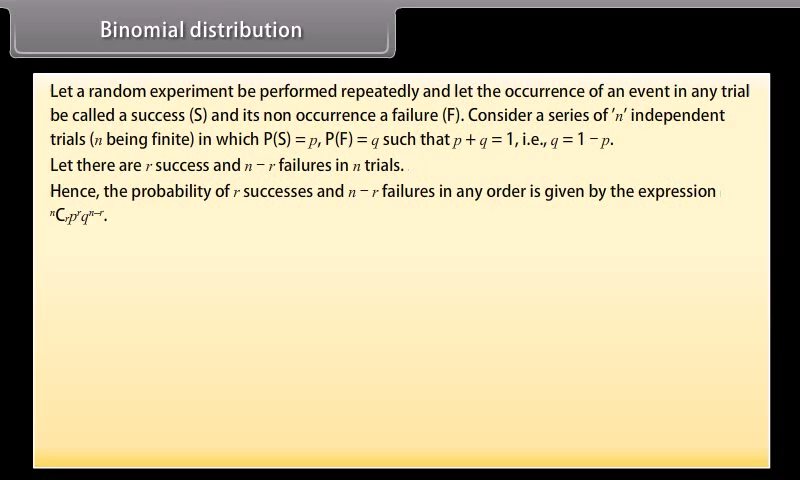 Binomial distribution
Let a random experiment be performed repeatedly and let the occurrence of an event in any trial
be called a success (S) and its non occurrence a failure (F). Consider a series of 'n' independent
trials (n being finite) in which P(S) = p, P(F) = q such that p + q = 1, i.e., q = 1 – p.
Let there are r success and n – r failures in n trials.
Hence, the probability of r successes and n – r failures in any order is given by the expression
ⁿCᵣpʳqⁿ⁻ʳ.